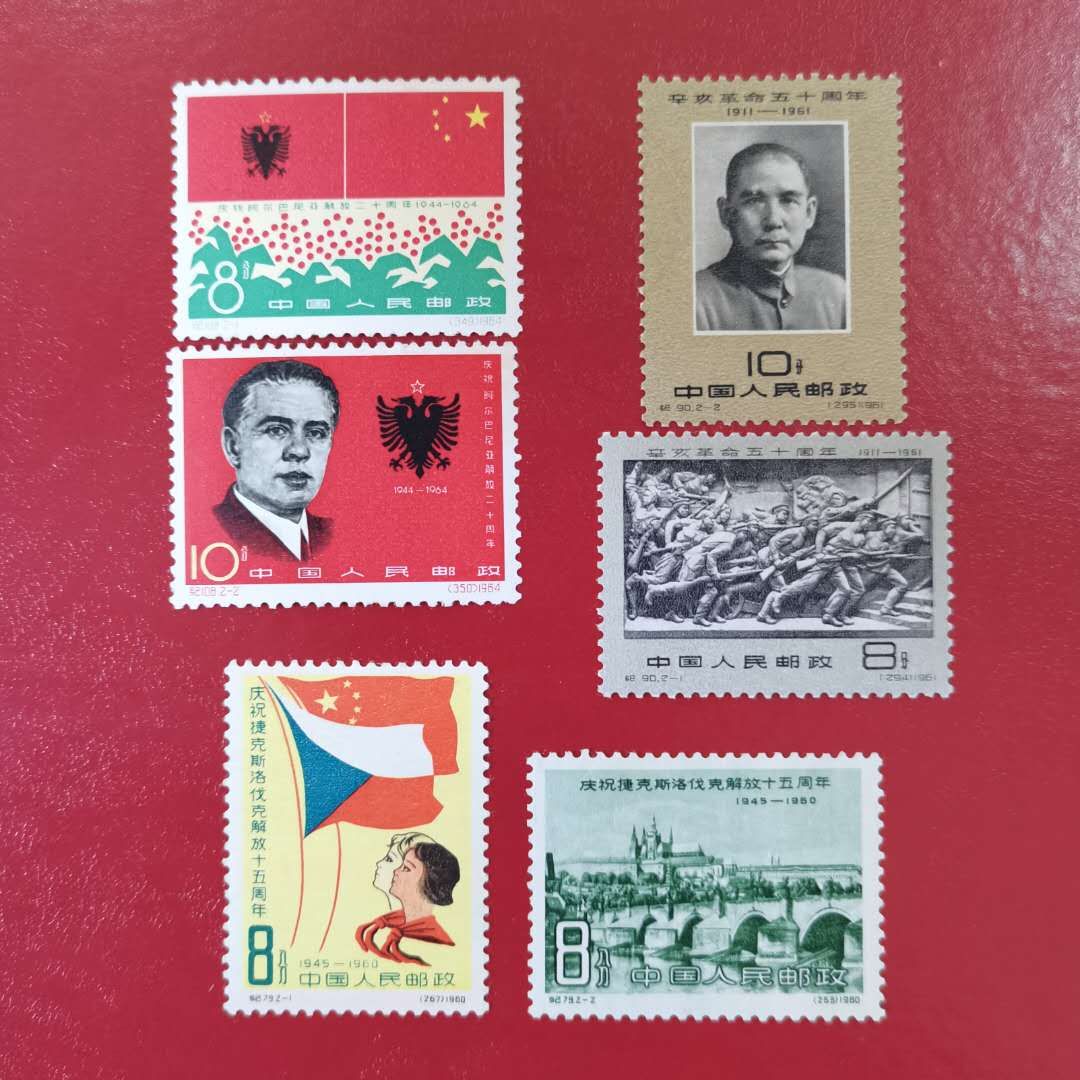 庆祝阿尔巴尼亚解放二十周年1944-1964
8分
中国人民邮政
纪108.2-1
(349)1964
辛亥革命五十周年
1911—1961
10分
中国人民邮政
纪.90.2-2
(295)1961
庆祝阿尔巴尼亚解放二十周年
1944-1964
10分
中国人民邮政
纪108.2-2
(350)1964
辛亥革命五十周年 1911—1961
中国人民邮政 8分
纪.90.2-1
(294)1961
庆祝捷克斯洛伐克解放十五周年
8分
1945—1960
中国人民邮政
纪79.2-1
(267)1960
庆祝捷克斯洛伐克解放十五周年
1945—1960
8分 中国人民邮政
纪79.2-2
(253)1960